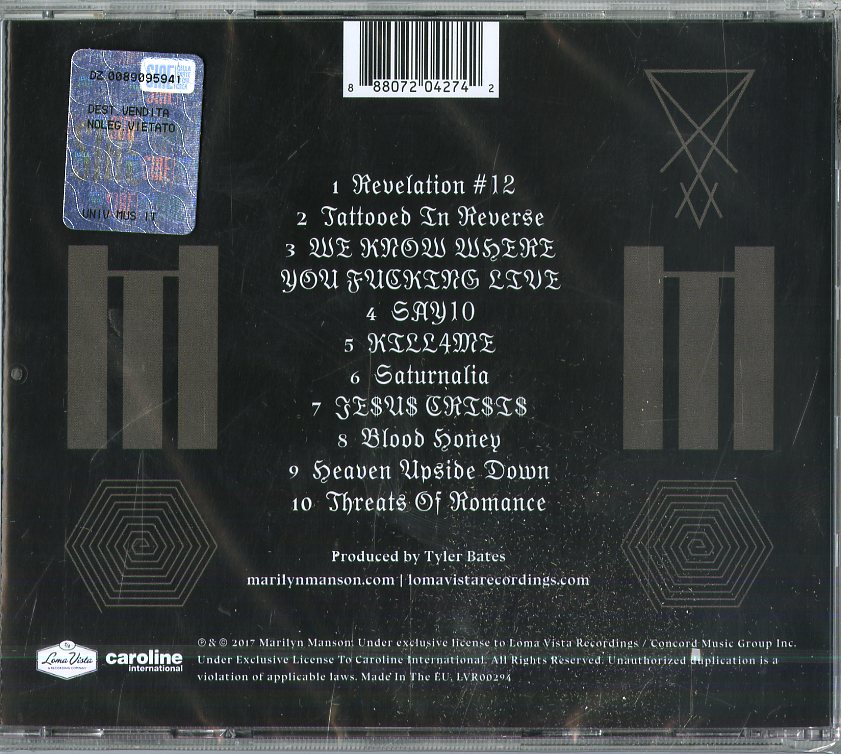 SIAE
DZ 0089095941
DEST.VENDITA
NOLEG.VIETATO
UNIV MUS IT
8 88072 04274 2
1 Revelation #12
2 Tattooed In Reverse
3 WE KNOW WHERE
YOU FUCKING LIVE
4 SAY10
5 KILL4ME
6 Saturnalia
7 JE$U$ CRI$I$
8 Blood Honey
9 Heaven Upside Down
10 Threats Of Romance
Produced by Tyler Bates
marilynmanson.com | lomavistarecordings.com
Loma Vista
A RECORDING COMPANY
caroline
international
℗ & © 2017 Marilyn Manson. Under exclusive license to Loma Vista Recordings / Concord Music Group Inc.
Under Exclusive License To Caroline International. All Rights Reserved. Unauthorized duplication is a
violation of applicable laws. Made In The EU, LVR00294